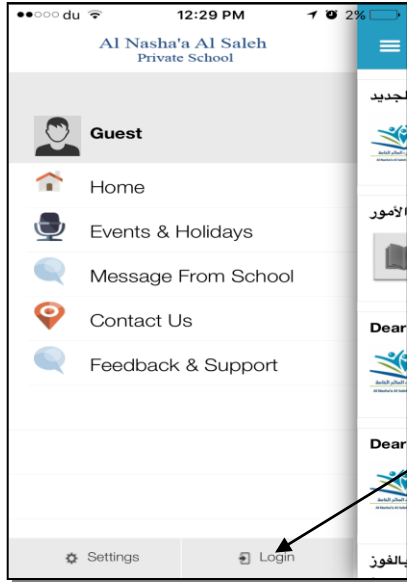 du 12:29 PM 2%
Al Nasha'a Al Saleh
Private School
Guest
Home
Events & Holidays
Message From School
Contact Us
Feedback & Support
Settings
Login
لجديد
الأمور
Dear
Dear
بالفوز